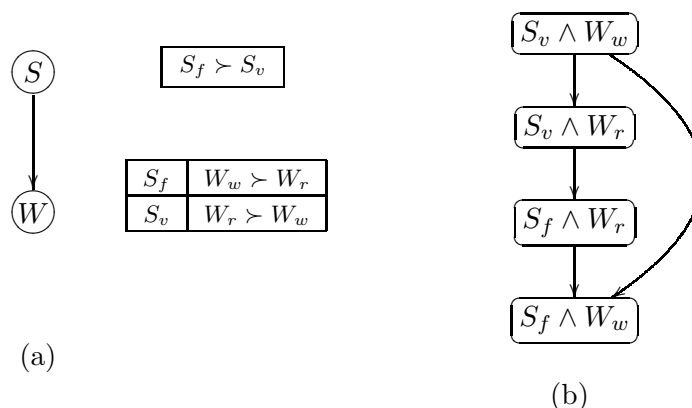 S
S_f ≻ S_v
W
S_f W_w ≻ W_r
S_v W_r ≻ W_w
(a)
S_v ∧ W_w
S_v ∧ W_r
S_f ∧ W_r
S_f ∧ W_w
(b)